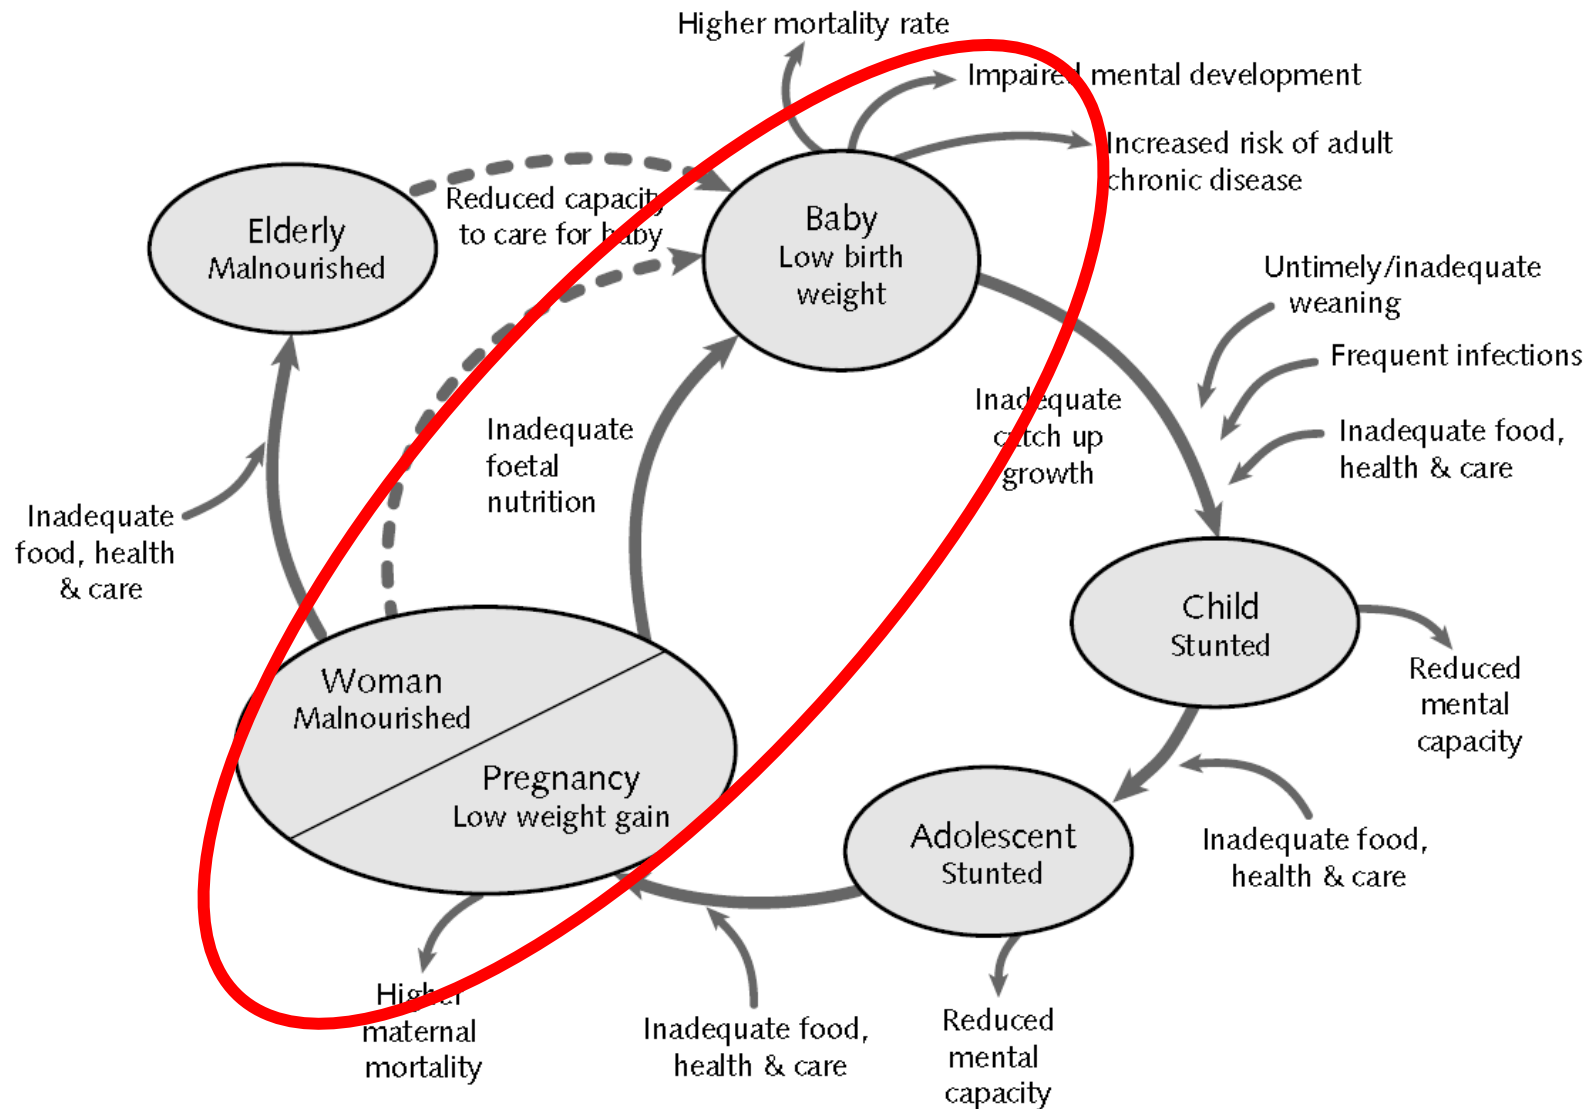 Higher mortality rate
Impaired mental development
Increased risk of adult
chronic disease
Reduced capacity
to care for baby
Elderly
Malnourished
Baby
Low birth
weight
Untimely/inadequate
weaning
Frequent infections
Inadequate food,
health & care
Inadequate
catch up
growth
Inadequate
foetal
nutrition
Inadequate
food, health
& care
Child
Stunted
Reduced
mental
capacity
Woman
Malnourished
Pregnancy
Low weight gain
Adolescent
Stunted
Inadequate food,
health & care
Higher
maternal
mortality
Inadequate food,
health & care
Reduced
mental
capacity